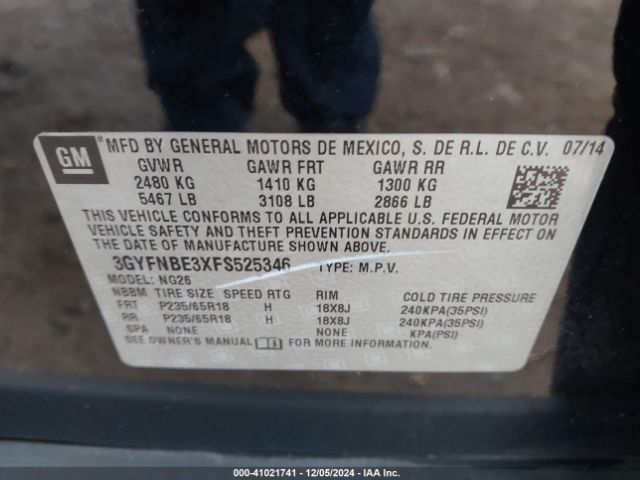 GM
® MFD BY GENERAL MOTORS DE MEXICO, S. DE R.L. DE C.V. 07/14
GVWR GAWR FRT GAWR RR
2480 KG 1410 KG 1300 KG
5467 LB 3108 LB 2866 LB
THIS VEHICLE CONFORMS TO ALL APPLICABLE U.S. FEDERAL MOTOR
VEHICLE SAFETY AND THEFT PREVENTION STANDARDS IN EFFECT ON
THE DATE OF MANUFACTURE SHOWN ABOVE.
3GYFNBE3XFS525346 TYPE: M.P.V.
MODEL: NG26
NBBM TIRE SIZE SPEED RTG RIM COLD TIRE PRESSURE
FRT P235/65R18 H 18X8J 240KPA(35PSI)
RR P235/65R18 H 18X8J 240KPA(35PSI)
SPA NONE NONE KPA(PSI)
SEE OWNER'S MANUAL FOR MORE INFORMATION.
000-41021741 - 12/05/2024 - IAAI.COM